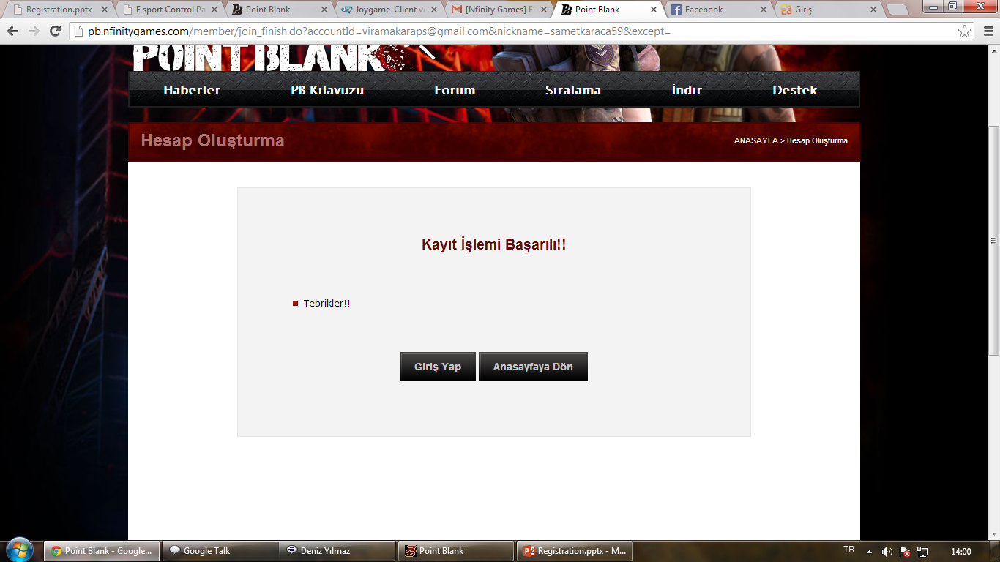 Registration.pptx
E sport Control Pa
Point Blank
Joygame-Client ve
[Nfinity Games] E-
Point Blank
Facebook
Giriş
pb.nfinitygames.com/member/join_finish.do?accountId=viramakaraps@gmail.com&nickname=sametkaraca59&except=
POINT BLANK
Haberler
PB Kılavuzu
Forum
Sıralama
İndir
Destek
Hesap Oluşturma
ANASAYFA > Hesap Oluşturma
Kayıt İşlemi Başarılı!!
Tebrikler!!
Giriş Yap
Anasayfaya Dön
Point Blank - Google...
Google Talk
Deniz Yılmaz
Point Blank
Registration.pptx - M...
TR
14:00